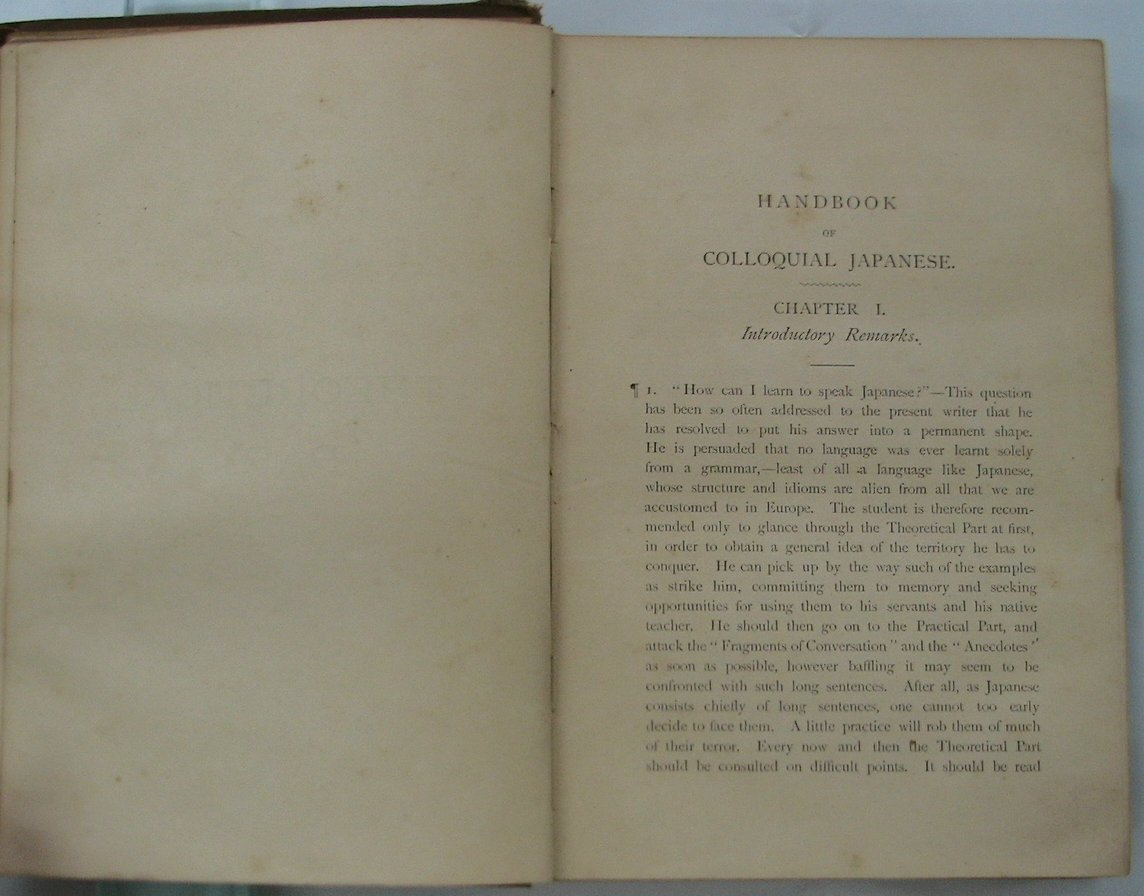 HANDBOOK
OF
COLLOQUIAL JAPANESE.
CHAPTER I.
Introductory Remarks.
¶ 1. "How can I learn to speak Japanese?"—This question
has been so often addressed to the present writer that he
has resolved to put his answer into a permanent shape.
He is persuaded that no language was ever learnt solely
from a grammar,—least of all a language like Japanese,
whose structure and idioms are alien from all that we are
accustomed to in Europe. The student is therefore recom-
mended only to glance through the Theoretical Part at first,
in order to obtain a general idea of the territory he has to
conquer. He can pick up by the way such of the examples
as strike him, committing them to memory and seeking
opportunities for using them to his servants and his native
teacher. He should then go on to the Practical Part, and
attack the "Fragments of Conversation" and the "Anecdotes"
as soon as possible, however baffling it may seem to be
confronted with such long sentences. After all, as Japanese
consists chiefly of long sentences, one cannot too early
decide to face them. A little practice will rob them of much
of their terror. Every now and then the Theoretical Part
should be consulted on difficult points. It should be read